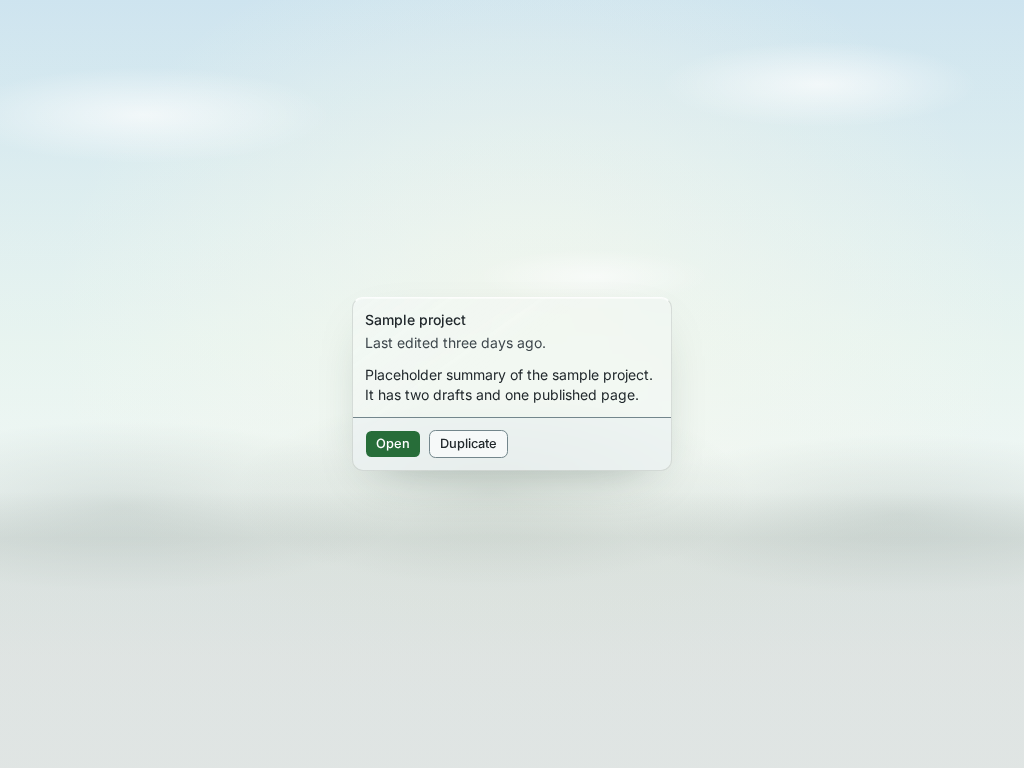 Sample project
Last edited three days ago.
Placeholder summary of the sample project.
It has two drafts and one published page.
Open
Duplicate